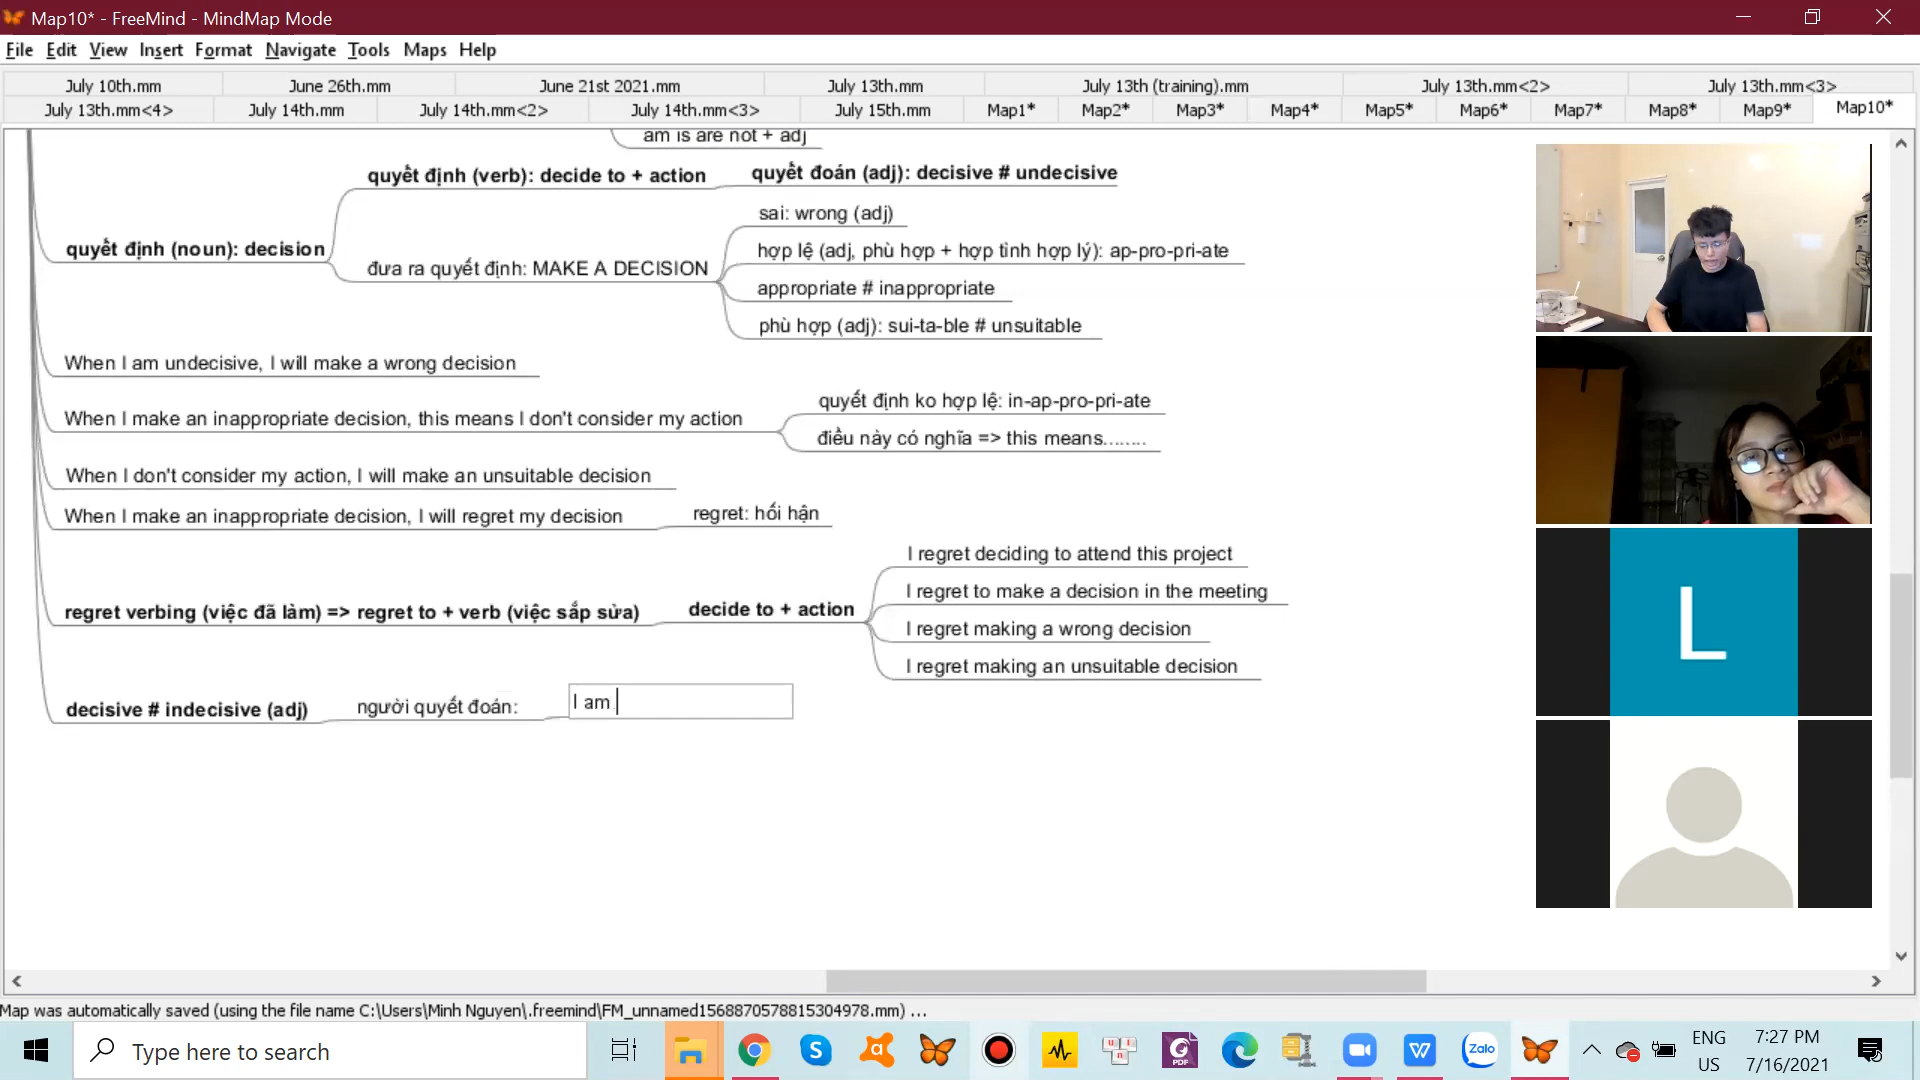 Map10* - FreeMind - MindMap Mode
File Edit View Insert Format Navigate Tools Maps Help
July 10th.mm June 26th.mm June 21st 2021.mm July 13th.mm July 13th (training).mm July 13th.mm<2> July 13th.mm<3>
July 13th.mm<4> July 14th.mm July 14th.mm<2> July 14th.mm<3> July 15th.mm Map1* Map2* Map3* Map4* Map5* Map6* Map7* Map8* Map9* Map10*
am is are not + adj
quyết định (verb): decide to + action
quyết đoán (adj): decisive # undecisive
sai: wrong (adj)
quyết định (noun): decision
hợp lệ (adj, phù hợp + hợp tình hợp lý): ap-pro-pri-ate
đưa ra quyết định: MAKE A DECISION
appropriate # inappropriate
phù hợp (adj): sui-ta-ble # unsuitable
When I am undecisive, I will make a wrong decision
quyết định ko hợp lệ: in-ap-pro-pri-ate
When I make an inappropriate decision, this means I don't consider my action
điều này có nghĩa => this means........
When I don't consider my action, I will make an unsuitable decision
When I make an inappropriate decision, I will regret my decision
regret: hối hận
I regret deciding to attend this project
I regret to make a decision in the meeting
regret verbing (việc đã làm) => regret to + verb (việc sắp sửa)
decide to + action
I regret making a wrong decision
I regret making an unsuitable decision
decisive # indecisive (adj)
người quyết đoán:
I am
L
Map was automatically saved (using the file name C:\Users\Minh Nguyen\.freemind\FM_unnamed1568870578815304978.mm) ...
Type here to search
PDF
Zalo
ENG
US
7:27 PM
7/16/2021